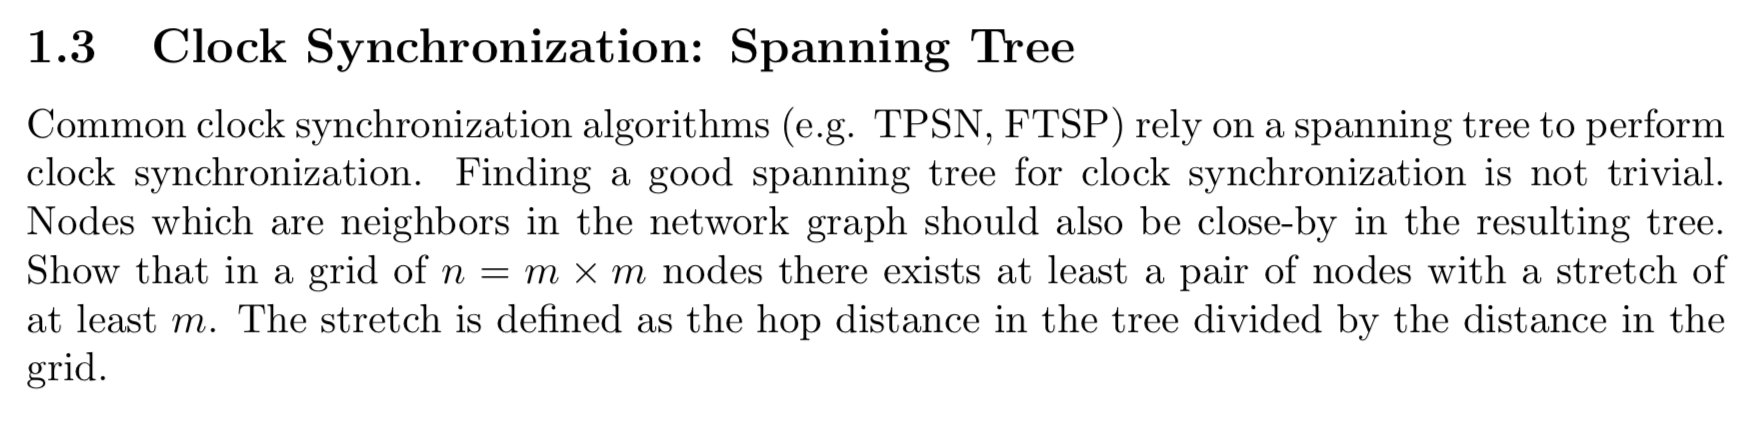 1.3 Clock Synchronization: Spanning Tree
Common clock synchronization algorithms (e.g. TPSN, FTSP) rely on a spanning tree to perform
clock synchronization. Finding a good spanning tree for clock synchronization is not trivial.
Nodes which are neighbors in the network graph should also be close-by in the resulting tree.
Show that in a grid of n = m × m nodes there exists at least a pair of nodes with a stretch of
at least m. The stretch is defined as the hop distance in the tree divided by the distance in the
grid.